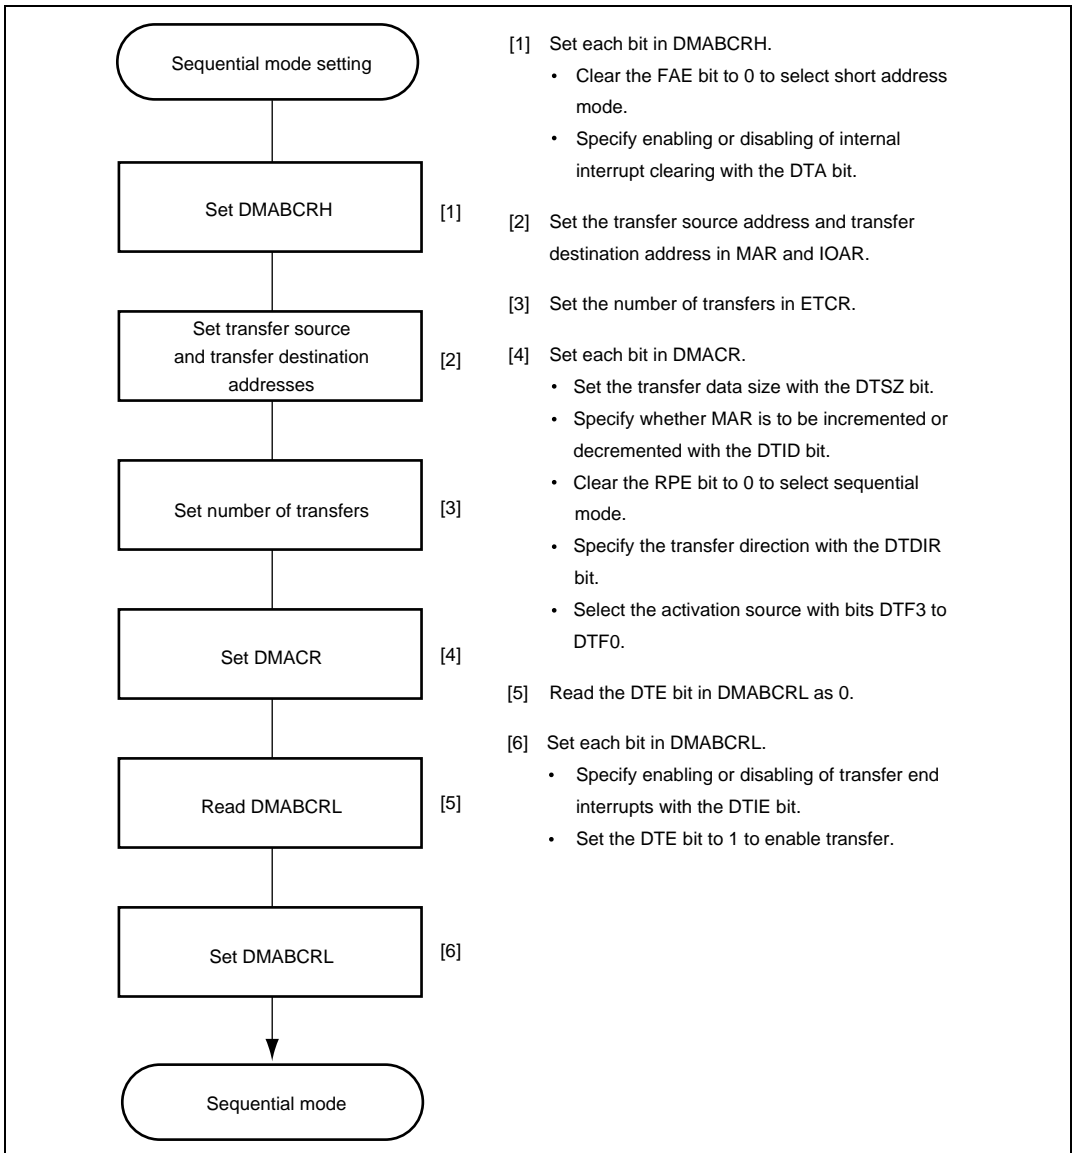 Sequential mode setting
Set DMABCRH
[1]
Set transfer source
and transfer destination
addresses
[2]
Set number of transfers
[3]
Set DMACR
[4]
Read DMABCRL
[5]
Set DMABCRL
[6]
Sequential mode
[1] Set each bit in DMABCRH.
• Clear the FAE bit to 0 to select short address
mode.
• Specify enabling or disabling of internal
interrupt clearing with the DTA bit.
[2] Set the transfer source address and transfer
destination address in MAR and IOAR.
[3] Set the number of transfers in ETCR.
[4] Set each bit in DMACR.
• Set the transfer data size with the DTSZ bit.
• Specify whether MAR is to be incremented or
decremented with the DTID bit.
• Clear the RPE bit to 0 to select sequential
mode.
• Specify the transfer direction with the DTDIR
bit.
• Select the activation source with bits DTF3 to
DTF0.
[5] Read the DTE bit in DMABCRL as 0.
[6] Set each bit in DMABCRL.
• Specify enabling or disabling of transfer end
interrupts with the DTIE bit.
• Set the DTE bit to 1 to enable transfer.